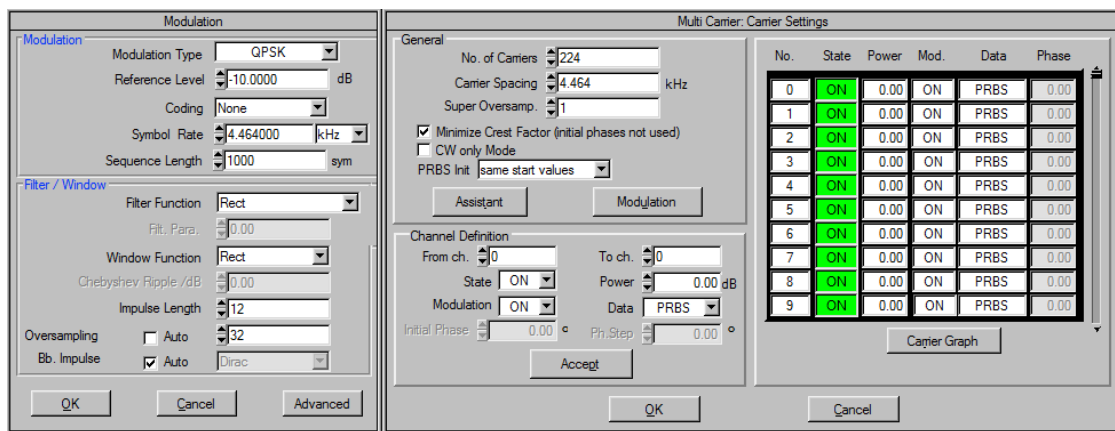 Modulation
Modulation
Modulation Type QPSK
Reference Level -10.0000 dB
Coding None
Symbol Rate 4.464000 kHz
Sequence Length 1000 sym
Filter / Window
Filter Function Rect
Filt. Para. 0.00
Window Function Rect
Chebyshev Ripple /dB 0.00
Impulse Length 12
Oversampling Auto 32
Bb. Impulse Auto Dirac
OK Cancel Advanced
Multi Carrier: Carrier Settings
General
No. of Carriers 224
Carrier Spacing 4.464 kHz
Super Oversamp. 1
Minimize Crest Factor (initial phases not used)
CW only Mode
PRBS Init same start values
Assistant Modulation
Channel Definition
From ch. 0 To ch. 0
State ON Power 0.00 dB
Modulation ON Data PRBS
Initial Phase 0.00 ° Ph.Step 0.00 °
Accept
No. State Power Mod. Data Phase
0 ON 0.00 ON PRBS 0.00
1 ON 0.00 ON PRBS 0.00
2 ON 0.00 ON PRBS 0.00
3 ON 0.00 ON PRBS 0.00
4 ON 0.00 ON PRBS 0.00
5 ON 0.00 ON PRBS 0.00
6 ON 0.00 ON PRBS 0.00
7 ON 0.00 ON PRBS 0.00
8 ON 0.00 ON PRBS 0.00
9 ON 0.00 ON PRBS 0.00
Carrier Graph
OK Cancel